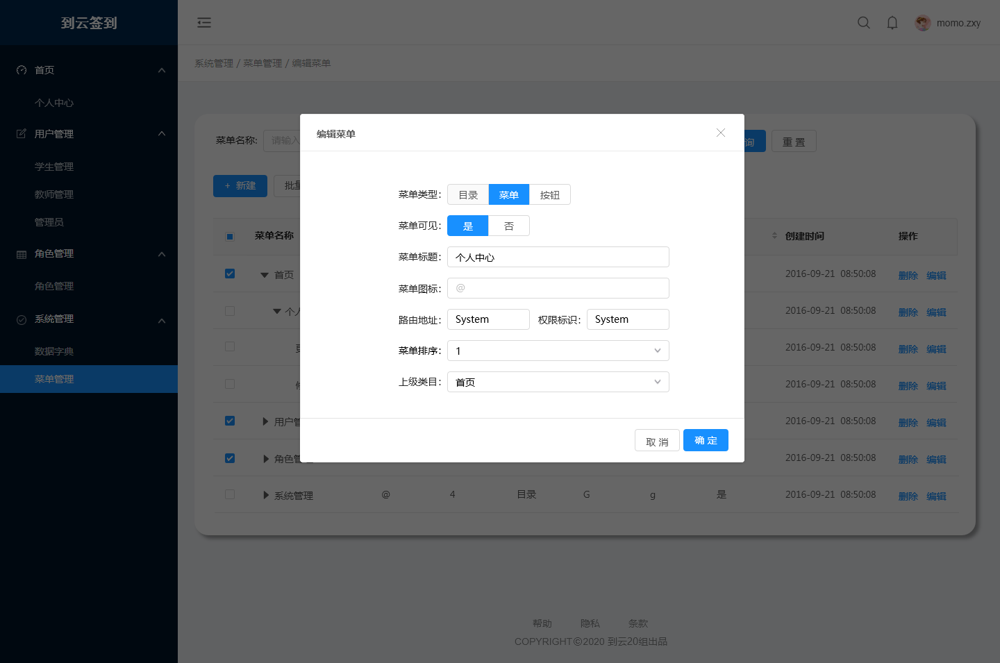 到云签到
momo.zxy
系统管理 / 菜单管理 / 编辑菜单
首页
个人中心
用户管理
学生管理
教师管理
管理员
角色管理
角色管理
系统管理
数据字典
菜单管理
菜单名称: 请输入
询 重 置
+ 新建
菜单名称 创建时间 操作
首页 2016-09-21 08:50:08 删除 编辑
个人 2016-09-21 08:50:08 删除 编辑
2016-09-21 08:50:08 删除 编辑
2016-09-21 08:50:08 删除 编辑
用户管 2016-09-21 08:50:08 删除 编辑
角色管理 2016-09-21 08:50:08 删除 编辑
系统管理 @ 4 目录 G g 是 2016-09-21 08:50:08 删除 编辑
编辑菜单
菜单类型: 目录 菜单 按钮
菜单可见: 是 否
菜单标题: 个人中心
菜单图标: @
路由地址: System 权限标识: System
菜单排序: 1
上级类目: 首页
取 消 确 定
帮助 隐私 条款
COPYRIGHT©2020 到云20组出品